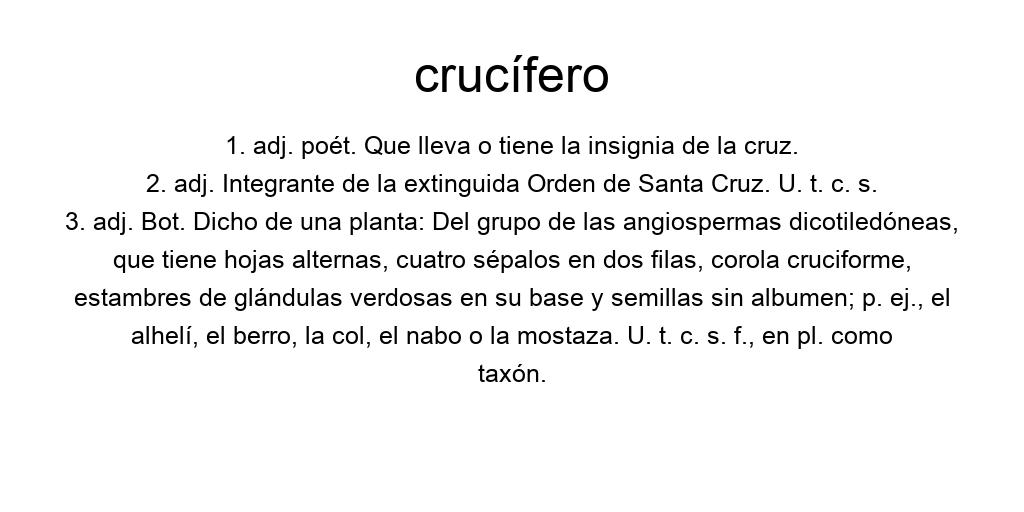 crucífero
1. adj. poét. Que lleva o tiene la insignia de la cruz.
2. adj. Integrante de la extinguida Orden de Santa Cruz. U. t. c. s.
3. adj. Bot. Dicho de una planta: Del grupo de las angiospermas dicotiledóneas,
que tiene hojas alternas, cuatro sépalos en dos filas, corola cruciforme,
estambres de glándulas verdosas en su base y semillas sin albumen; p. ej., el
alhelí, el berro, la col, el nabo o la mostaza. U. t. c. s. f., en pl. como
taxón.